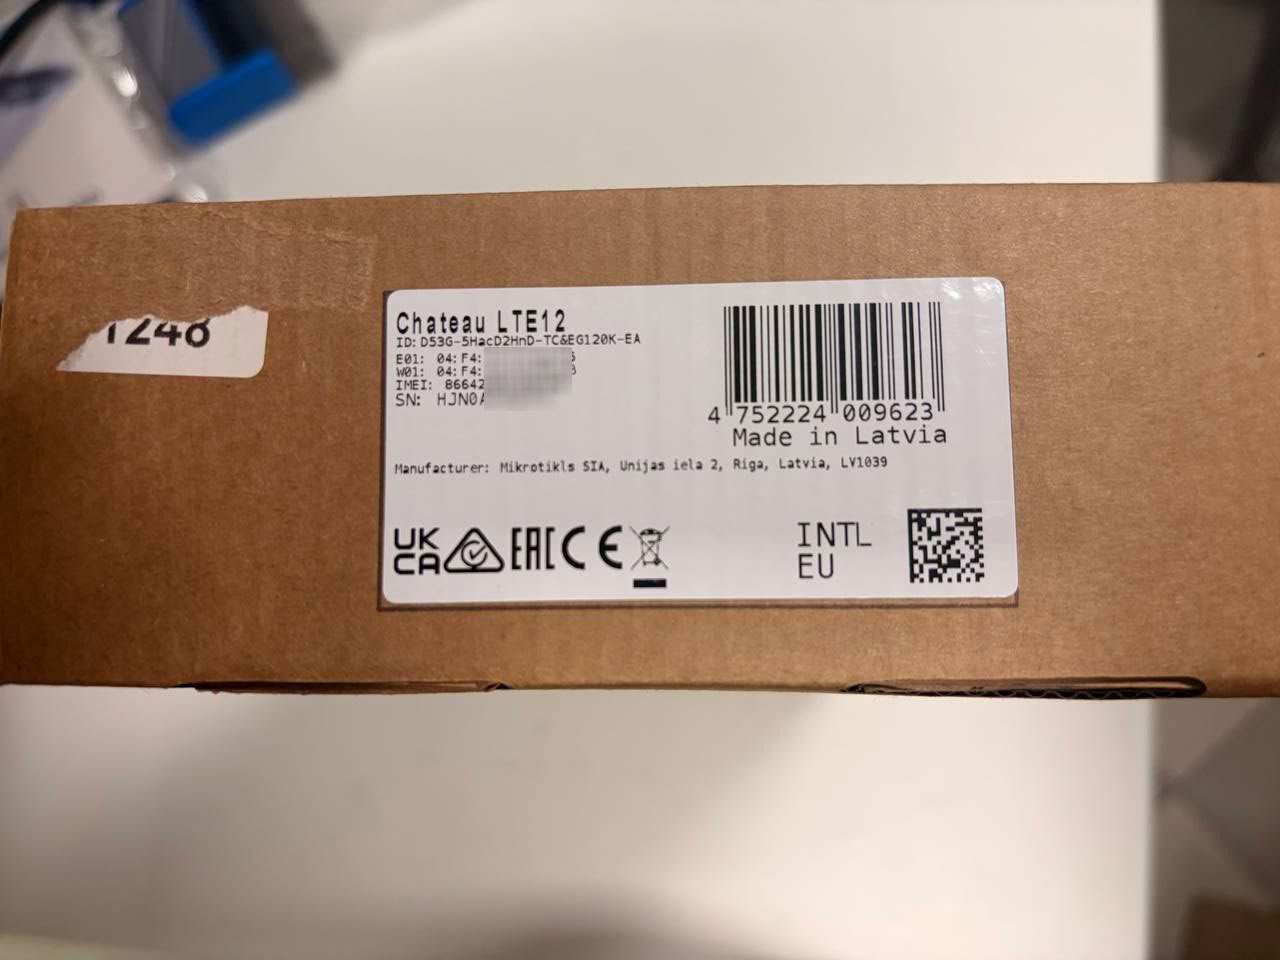 1248
Chateau LTE12
ID: D53G-5HacD2HnD-TC&EG120K-EA
E01: 04:F4:
W01: 04:F4:
IMEI: 86642
SN: HJN0A
4 752224 009623
Made in Latvia
Manufacturer: Mikrotikls SIA, Unijas iela 2, Riga, Latvia, LV1039
UK
CA
EAC
CE
INTL
EU